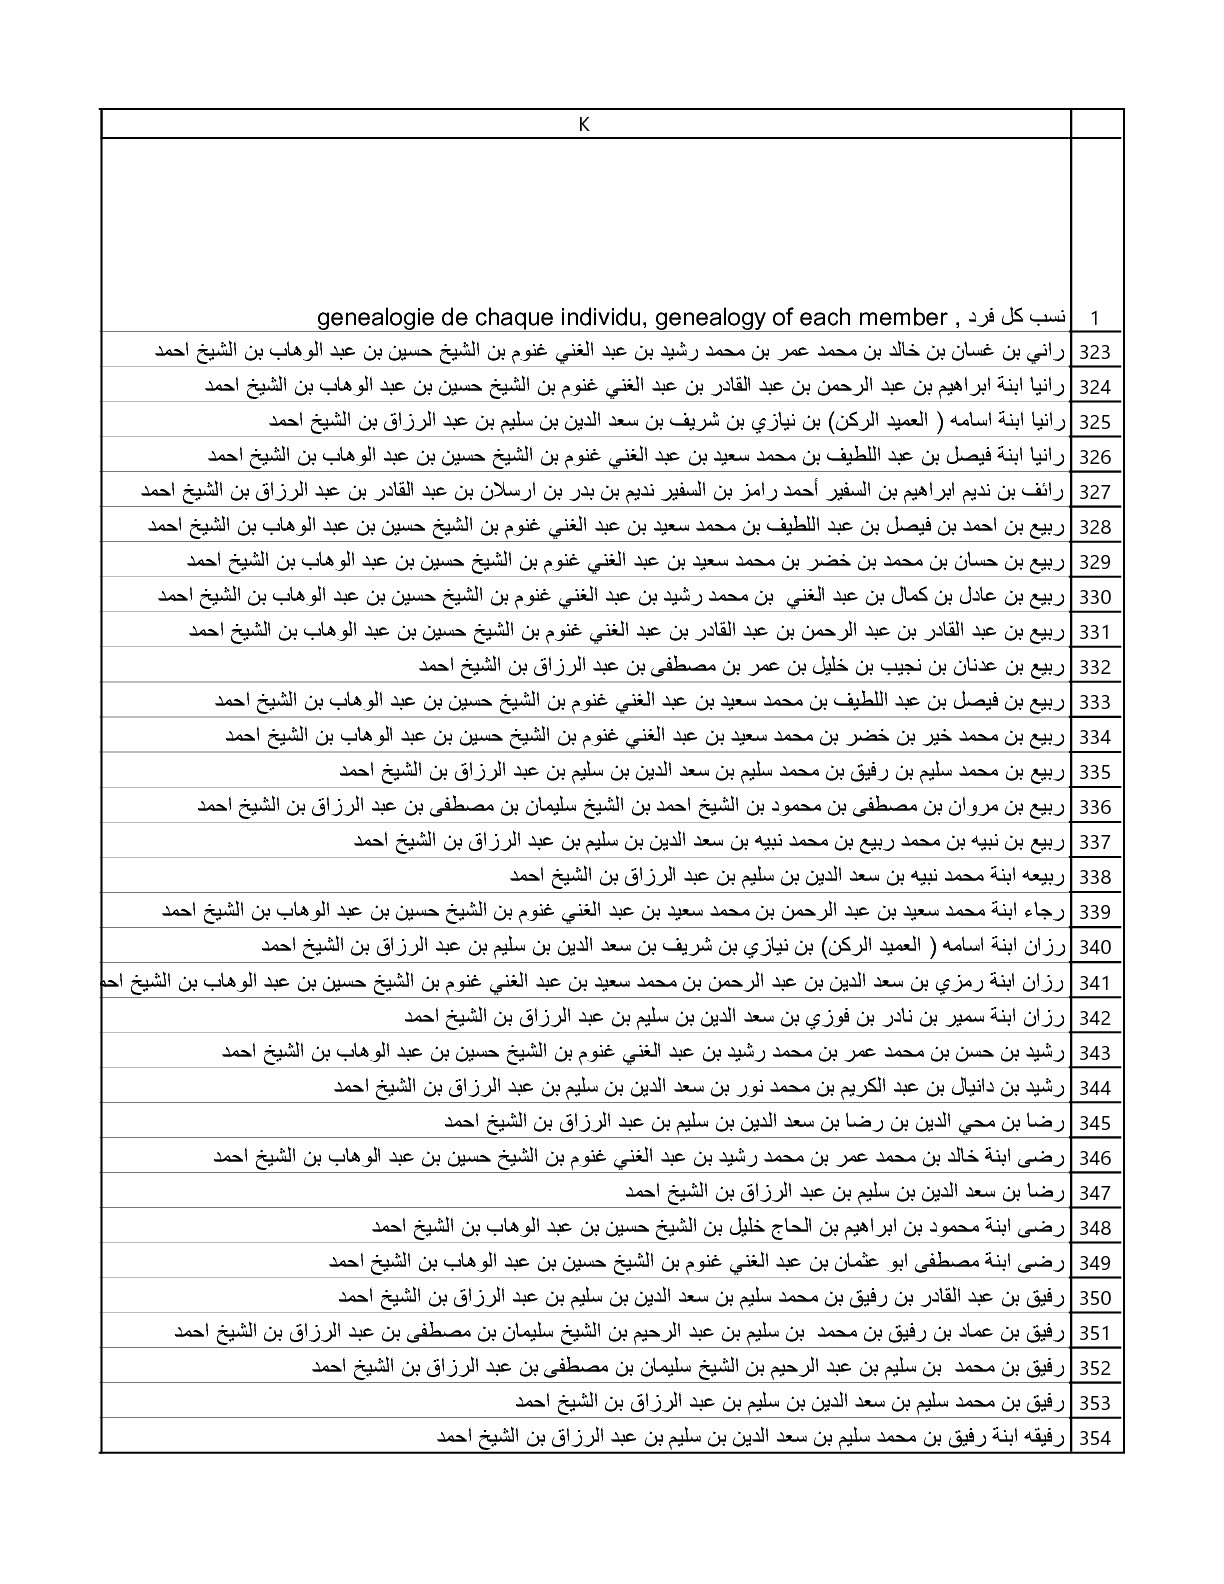 K
1 نسب كل فرد , genealogie de chaque individu, genealogy of each member
323 راني بن غسان بن خالد بن محمد عمر بن محمد رشيد بن عبد الغني غنوم بن الشيخ حسين بن عبد الوهاب بن الشيخ احمد
324 رانيا ابنة ابراهيم بن عبد الرحمن بن عبد القادر بن عبد الغني غنوم بن الشيخ حسين بن عبد الوهاب بن الشيخ احمد
325 رانيا ابنة اسامه ( العميد الركن) بن نيازي بن شريف بن سعد الدين بن سليم بن عبد الرزاق بن الشيخ احمد
326 رانيا ابنة فيصل بن عبد اللطيف بن محمد سعيد بن عبد الغني غنوم بن الشيخ حسين بن عبد الوهاب بن الشيخ احمد
327 رائف بن نديم ابراهيم بن السفير أحمد رامز بن السفير نديم بن بدر بن ارسلان بن عبد القادر بن عبد الرزاق بن الشيخ احمد
328 ربيع بن احمد بن فيصل بن عبد اللطيف بن محمد سعيد بن عبد الغني غنوم بن الشيخ حسين بن عبد الوهاب بن الشيخ احمد
329 ربيع بن حسان بن محمد بن خضر بن محمد سعيد بن عبد الغني غنوم بن الشيخ حسين بن عبد الوهاب بن الشيخ احمد
330 ربيع بن عادل بن كمال بن عبد الغني  بن محمد رشيد بن عبد الغني غنوم بن الشيخ حسين بن عبد الوهاب بن الشيخ احمد
331 ربيع بن عبد القادر بن عبد الرحمن بن عبد القادر بن عبد الغني غنوم بن الشيخ حسين بن عبد الوهاب بن الشيخ احمد
332 ربيع بن عدنان بن نجيب بن خليل بن عمر بن مصطفى بن عبد الرزاق بن الشيخ احمد
333 ربيع بن فيصل بن عبد اللطيف بن محمد سعيد بن عبد الغني غنوم بن الشيخ حسين بن عبد الوهاب بن الشيخ احمد
334 ربيع بن محمد خير بن خضر بن محمد سعيد بن عبد الغني غنوم بن الشيخ حسين بن عبد الوهاب بن الشيخ احمد
335 ربيع بن محمد سليم بن رفيق بن محمد سليم بن سعد الدين بن سليم بن عبد الرزاق بن الشيخ احمد
336 ربيع بن مروان بن مصطفى بن محمود بن الشيخ احمد بن الشيخ سليمان بن مصطفى بن عبد الرزاق بن الشيخ احمد
337 ربيع بن نبيه بن محمد ربيع بن محمد نبيه بن سعد الدين بن سليم بن عبد الرزاق بن الشيخ احمد
338 ربيعه ابنة محمد نبيه بن سعد الدين بن سليم بن عبد الرزاق بن الشيخ احمد
339 رجاء ابنة محمد سعيد بن عبد الرحمن بن محمد سعيد بن عبد الغني غنوم بن الشيخ حسين بن عبد الوهاب بن الشيخ احمد
340 رزان ابنة اسامه ( العميد الركن) بن نيازي بن شريف بن سعد الدين بن سليم بن عبد الرزاق بن الشيخ احمد
341 رزان ابنة رمزي بن سعد الدين بن عبد الرحمن بن محمد سعيد بن عبد الغني غنوم بن الشيخ حسين بن عبد الوهاب بن الشيخ احم
342 رزان ابنة سمير بن نادر بن فوزي بن سعد الدين بن سليم بن عبد الرزاق بن الشيخ احمد
343 رشيد بن حسن بن محمد عمر بن محمد رشيد بن عبد الغني غنوم بن الشيخ حسين بن عبد الوهاب بن الشيخ احمد
344 رشيد بن دانيال بن عبد الكريم بن محمد نور بن سعد الدين بن سليم بن عبد الرزاق بن الشيخ احمد
345 رضا بن محي الدين بن رضا بن سعد الدين بن سليم بن عبد الرزاق بن الشيخ احمد
346 رضى ابنة خالد بن محمد عمر بن محمد رشيد بن عبد الغني غنوم بن الشيخ حسين بن عبد الوهاب بن الشيخ احمد
347 رضا بن سعد الدين بن سليم بن عبد الرزاق بن الشيخ احمد
348 رضى ابنة محمود بن ابراهيم بن الحاج خليل بن الشيخ حسين بن عبد الوهاب بن الشيخ احمد
349 رضى ابنة مصطفى ابو عثمان بن عبد الغني غنوم بن الشيخ حسين بن عبد الوهاب بن الشيخ احمد
350 رفيق بن عبد القادر بن رفيق بن محمد سليم بن سعد الدين بن سليم بن عبد الرزاق بن الشيخ احمد
351 رفيق بن عماد بن رفيق بن محمد  بن سليم بن عبد الرحيم بن الشيخ سليمان بن مصطفى بن عبد الرزاق بن الشيخ احمد
352 رفيق بن محمد  بن سليم بن عبد الرحيم بن الشيخ سليمان بن مصطفى بن عبد الرزاق بن الشيخ احمد
353 رفيق بن محمد سليم بن سعد الدين بن سليم بن عبد الرزاق بن الشيخ احمد
354 رفيقه ابنة رفيق بن محمد سليم بن سعد الدين بن سليم بن عبد الرزاق بن الشيخ احمد